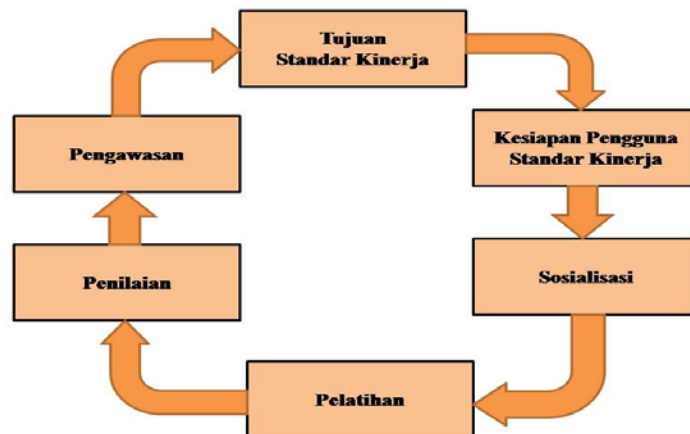 Tujuan
Standar Kinerja
Kesiapan Pengguna
Standar Kinerja
Sosialisasi
Pelatihan
Penilaian
Pengawasan